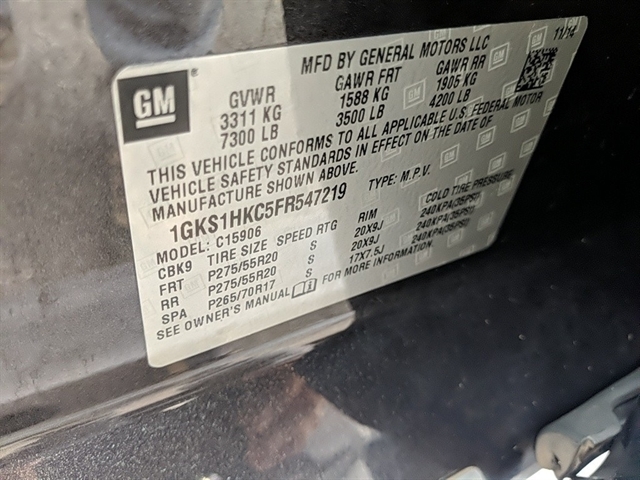 MFD BY GENERAL MOTORS LLC 11/14
GM
GVWR GAWR FRT GAWR RR
3311 KG 1588 KG 1905 KG
7300 LB 3500 LB 4200 LB
THIS VEHICLE CONFORMS TO ALL APPLICABLE U.S. FEDERAL MOTOR
VEHICLE SAFETY STANDARDS IN EFFECT ON THE DATE OF
MANUFACTURE SHOWN ABOVE.
1GKS1HKC5FR547219 TYPE: M.P.V.
MODEL: C15906
CBK9 TIRE SIZE SPEED RTG RIM COLD TIRE PRESSURE
FRT P275/55R20 S 20X9J 240KPA(35PSI)
RR P275/55R20 S 20X9J 240KPA(35PSI)
SPA P265/70R17 S 17X7.5J 240KPA(35PSI)
SEE OWNER'S MANUAL FOR MORE INFORMATION.